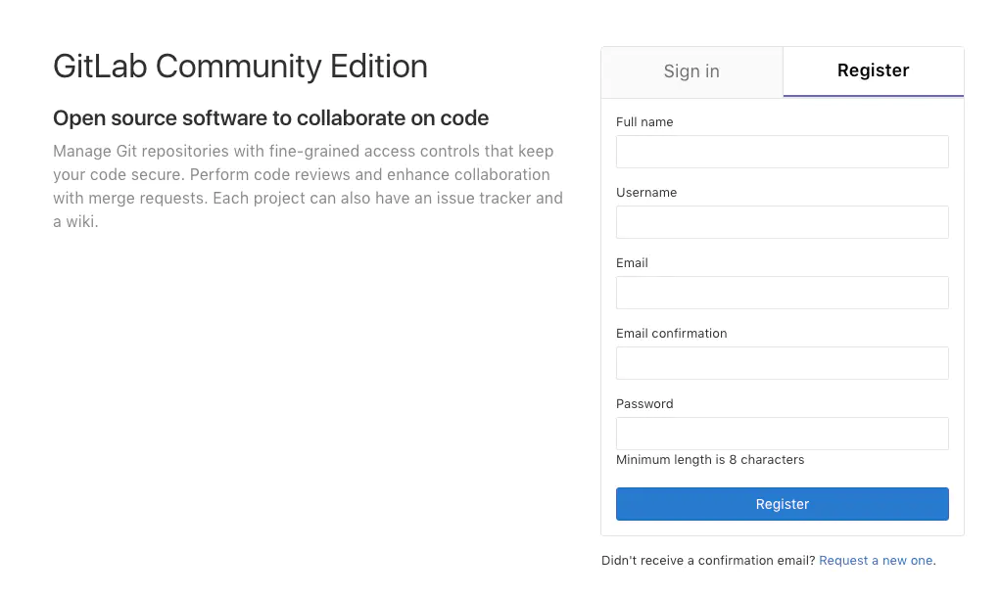 GitLab Community Edition
Open source software to collaborate on code
Manage Git repositories with fine-grained access controls that keep
your code secure. Perform code reviews and enhance collaboration
with merge requests. Each project can also have an issue tracker and
a wiki.
Sign in
Register
Full name
Username
Email
Email confirmation
Password
Minimum length is 8 characters
Register
Didn't receive a confirmation email? Request a new one.